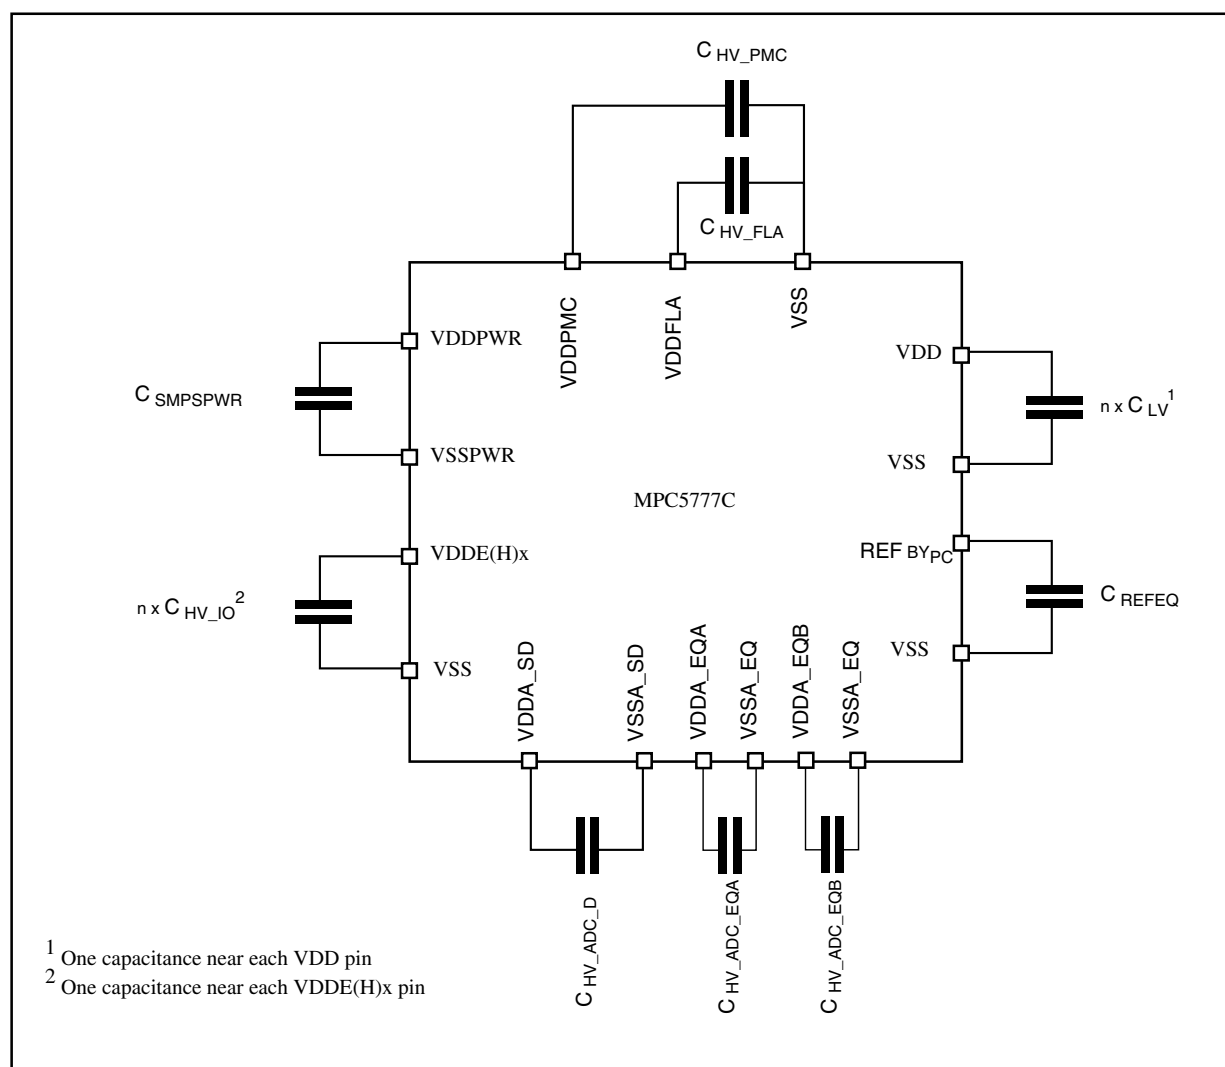 C HV_PMC
C HV_FLA
VDDPMC
VDDFLA
VSS
VDDPWR
VDD
C SMPSPWR
n x C LV 1
VSSPWR
VSS
MPC5777C
VDDE(H)x
REF BYPC
n x C HV_IO 2
C REFEQ
VSS
VSS
VDDA_SD
VSSA_SD
VDDA_EQA
VSSA_EQ
VDDA_EQB
VSSA_EQ
C HV_ADC_D
C HV_ADC_EQA
C HV_ADC_EQB
1 One capacitance near each VDD pin
2 One capacitance near each VDDE(H)x pin